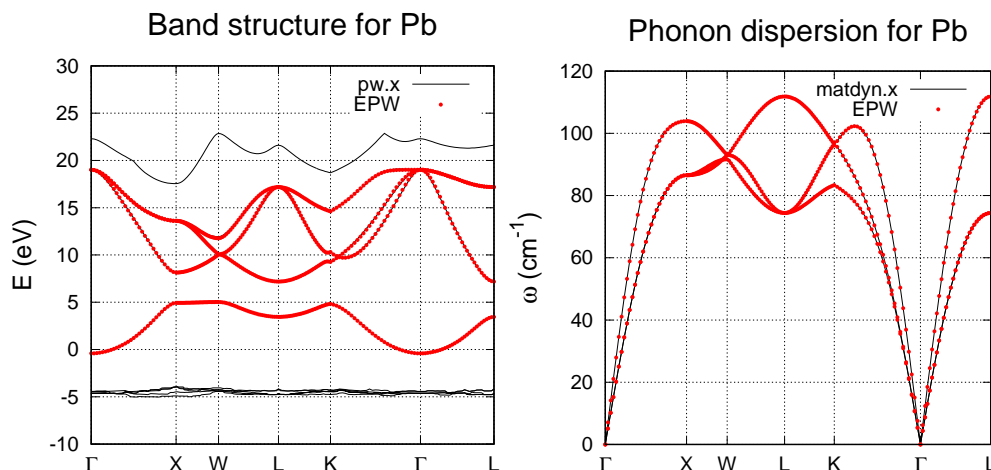 Band structure for Pb
E (eV)
30
25
20
15
10
5
0
-5
-10
pw.x
EPW
Γ X W L K Γ L
Phonon dispersion for Pb
ω (cm⁻¹)
120
100
80
60
40
20
0
matdyn.x
EPW
Γ X W L K Γ L